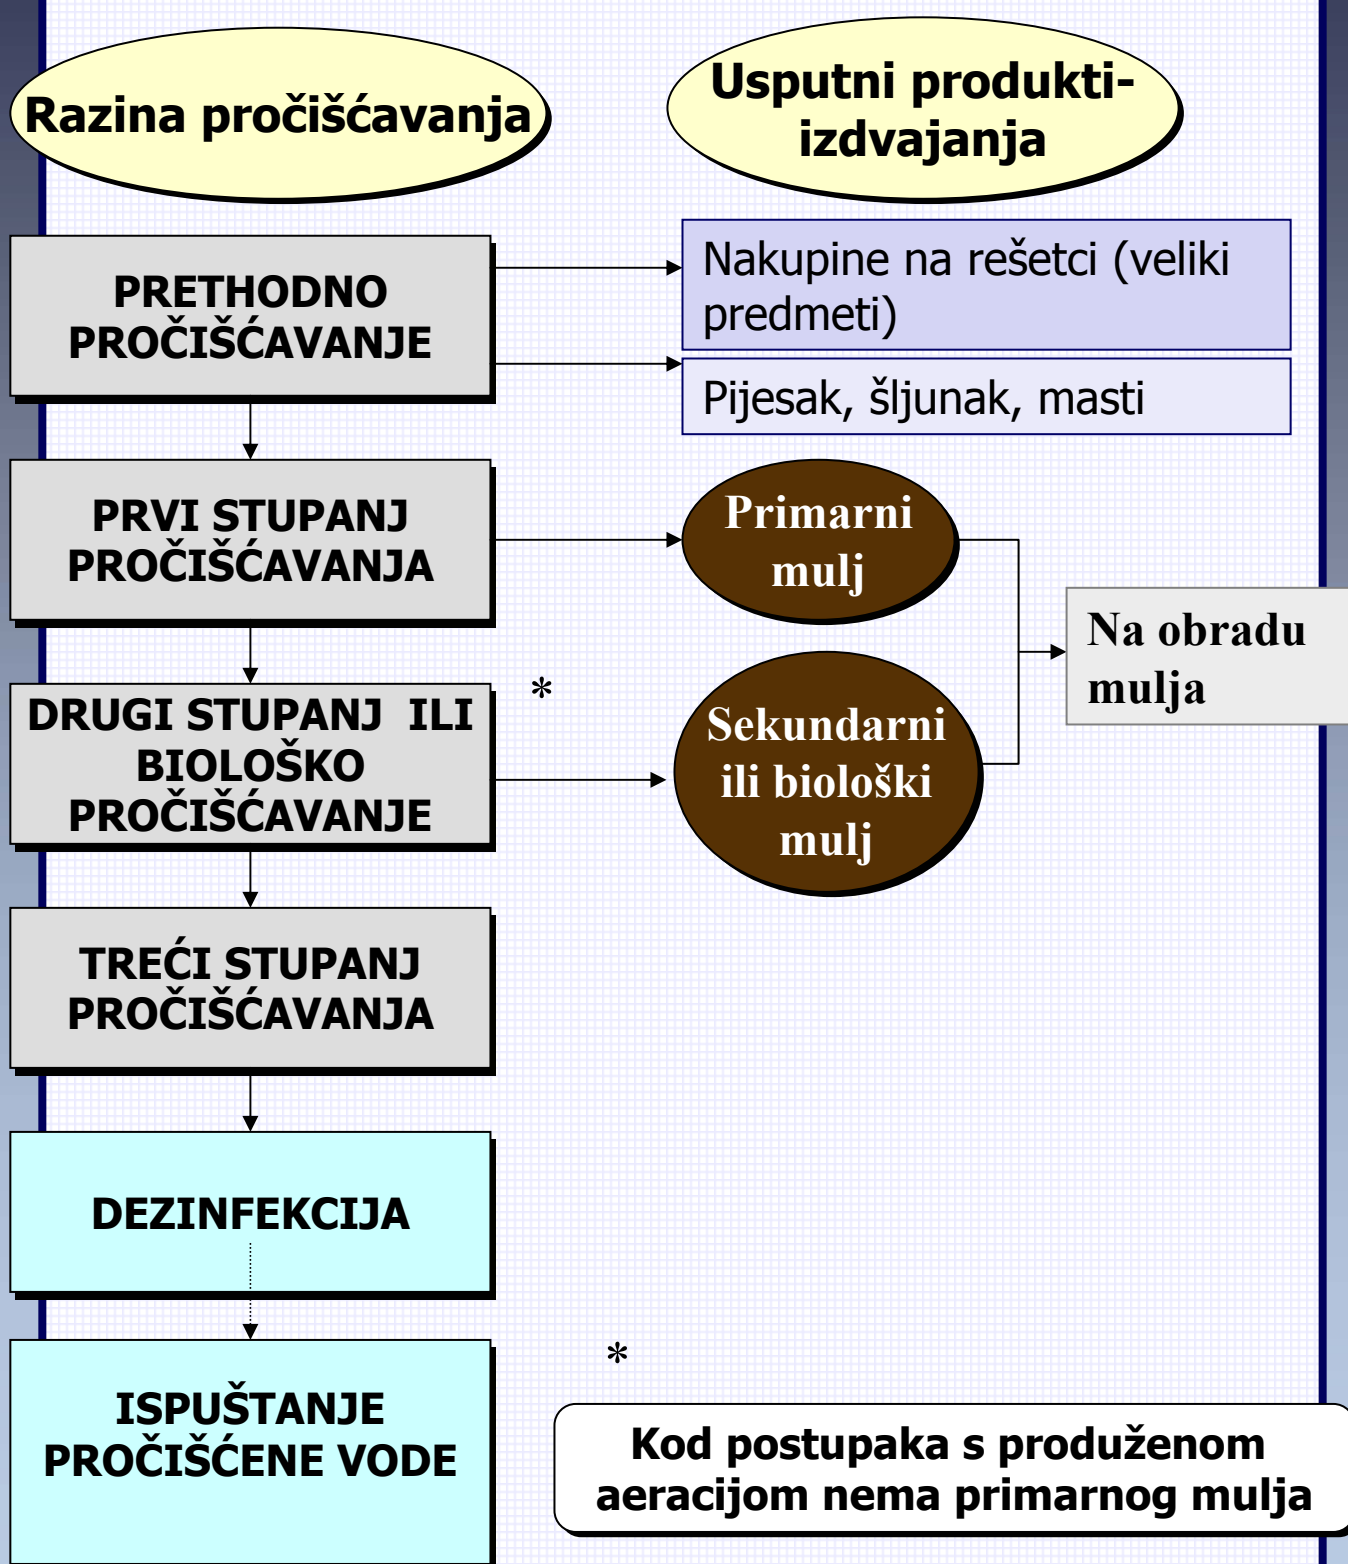 Razina pročišćavanja
Usputni produkti-
izdvajanja
PRETHODNO
PROČIŠĆAVANJE
Nakupine na rešetci (veliki
predmeti)
Pijesak, šljunak, masti
PRVI STUPANJ
PROČIŠĆAVANJA
Primarni
mulj
Na obradu
mulja
DRUGI STUPANJ ILI
BIOLOŠKO
PROČIŠĆAVANJE
*
Sekundarni
ili biološki
mulj
TREĆI STUPANJ
PROČIŠĆAVANJA
DEZINFEKCIJA
ISPUŠTANJE
PROČIŠĆENE VODE
*
Kod postupaka s produženom
aeracijom nema primarnog mulja